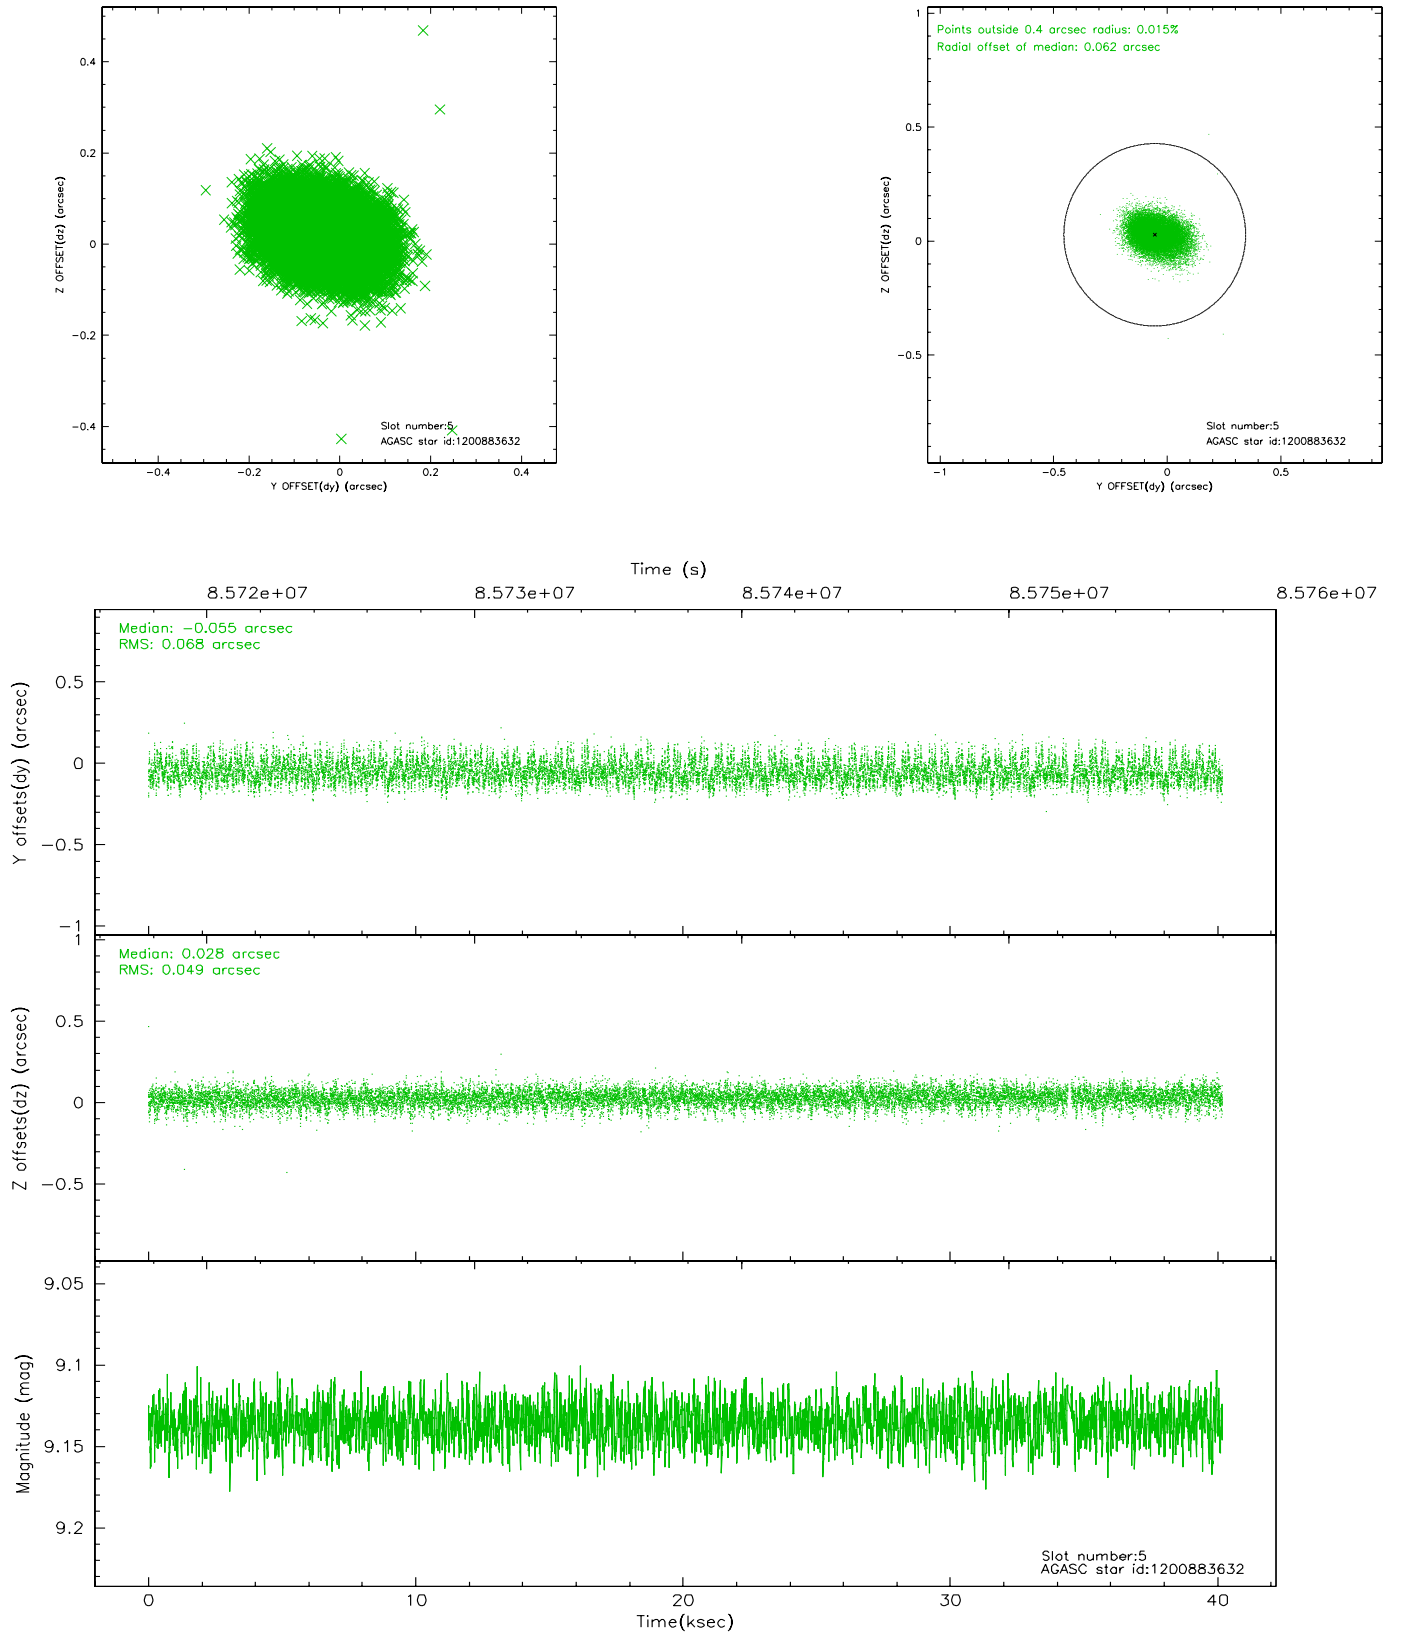 0.4
0.2
0
−0.2
−0.4
Z OFFSET(dz) (arcsec)
Slot number:5
AGASC star id:1200883632
−0.4 −0.2 0 0.2 0.4
Y OFFSET(dy) (arcsec)
Points outside 0.4 arcsec radius: 0.015%
Radial offset of median: 0.062 arcsec
1
0.5
0
−0.5
Z OFFSET(dz) (arcsec)
Slot number:5
AGASC star id:1200883632
−1 −0.5 0 0.5
Y OFFSET(dy) (arcsec)
Time (s)
8.572e+07 8.573e+07 8.574e+07 8.575e+07 8.576e+07
Median: −0.055 arcsec
RMS: 0.068 arcsec
0.5
0
−0.5
−1
Y offsets(dy) (arcsec)
Median: 0.028 arcsec
RMS: 0.049 arcsec
1
0.5
0
−0.5
Z offsets(dz) (arcsec)
9.05
9.1
9.15
9.2
Magnitude (mag)
Slot number:5
AGASC star id:1200883632
0 10 20 30 40
Time(ksec)